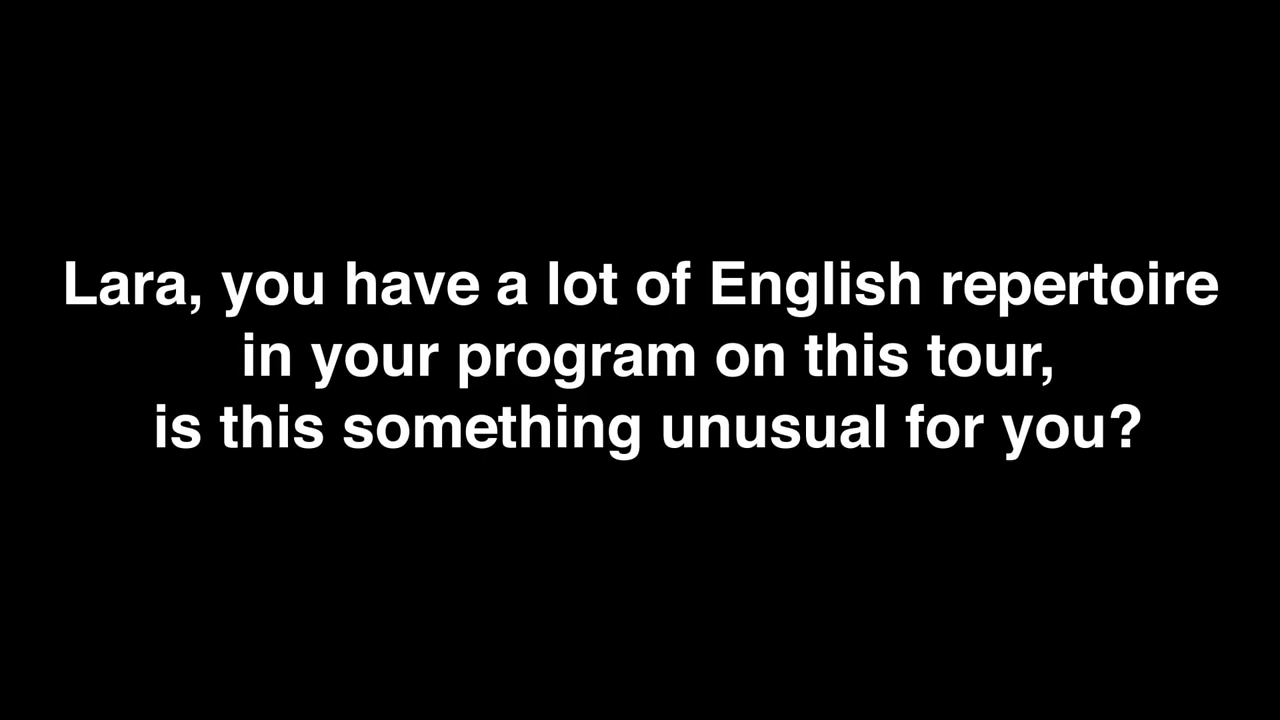 Lara, you have a lot of English repertoire
in your program on this tour,
is this something unusual for you?